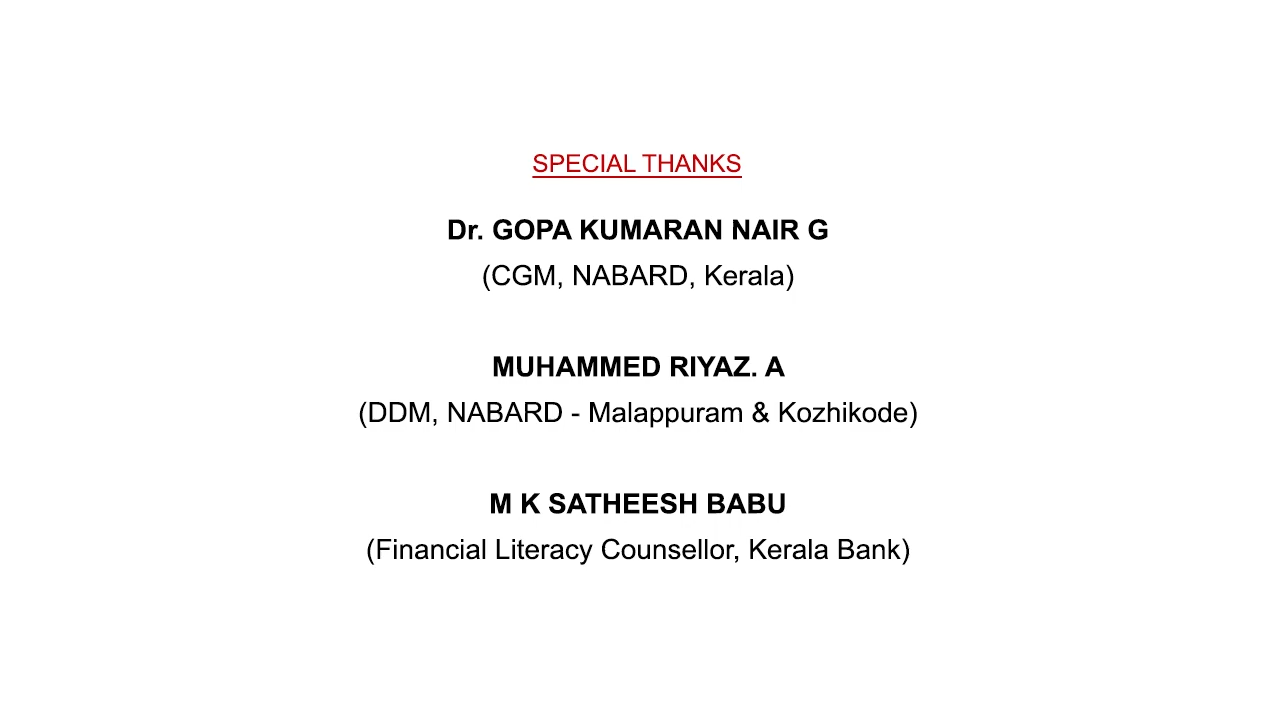 SPECIAL THANKS
Dr. GOPA KUMARAN NAIR G
(CGM, NABARD, Kerala)
MUHAMMED RIYAZ. A
(DDM, NABARD - Malappuram & Kozhikode)
M K SATHEESH BABU
(Financial Literacy Counsellor, Kerala Bank)